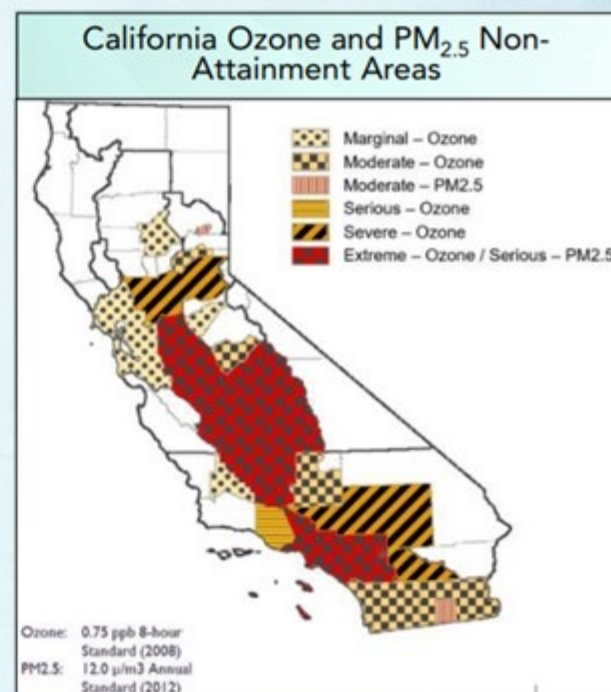 California Ozone and PM2.5 Non-
Attainment Areas
Marginal – Ozone
Moderate – Ozone
Moderate – PM2.5
Serious – Ozone
Severe – Ozone
Extreme – Ozone / Serious – PM2.5
Ozone: 0.75 ppb 8-hour
Standard (2008)
PM2.5: 12.0 µ/m3 Annual
Standard (2012)